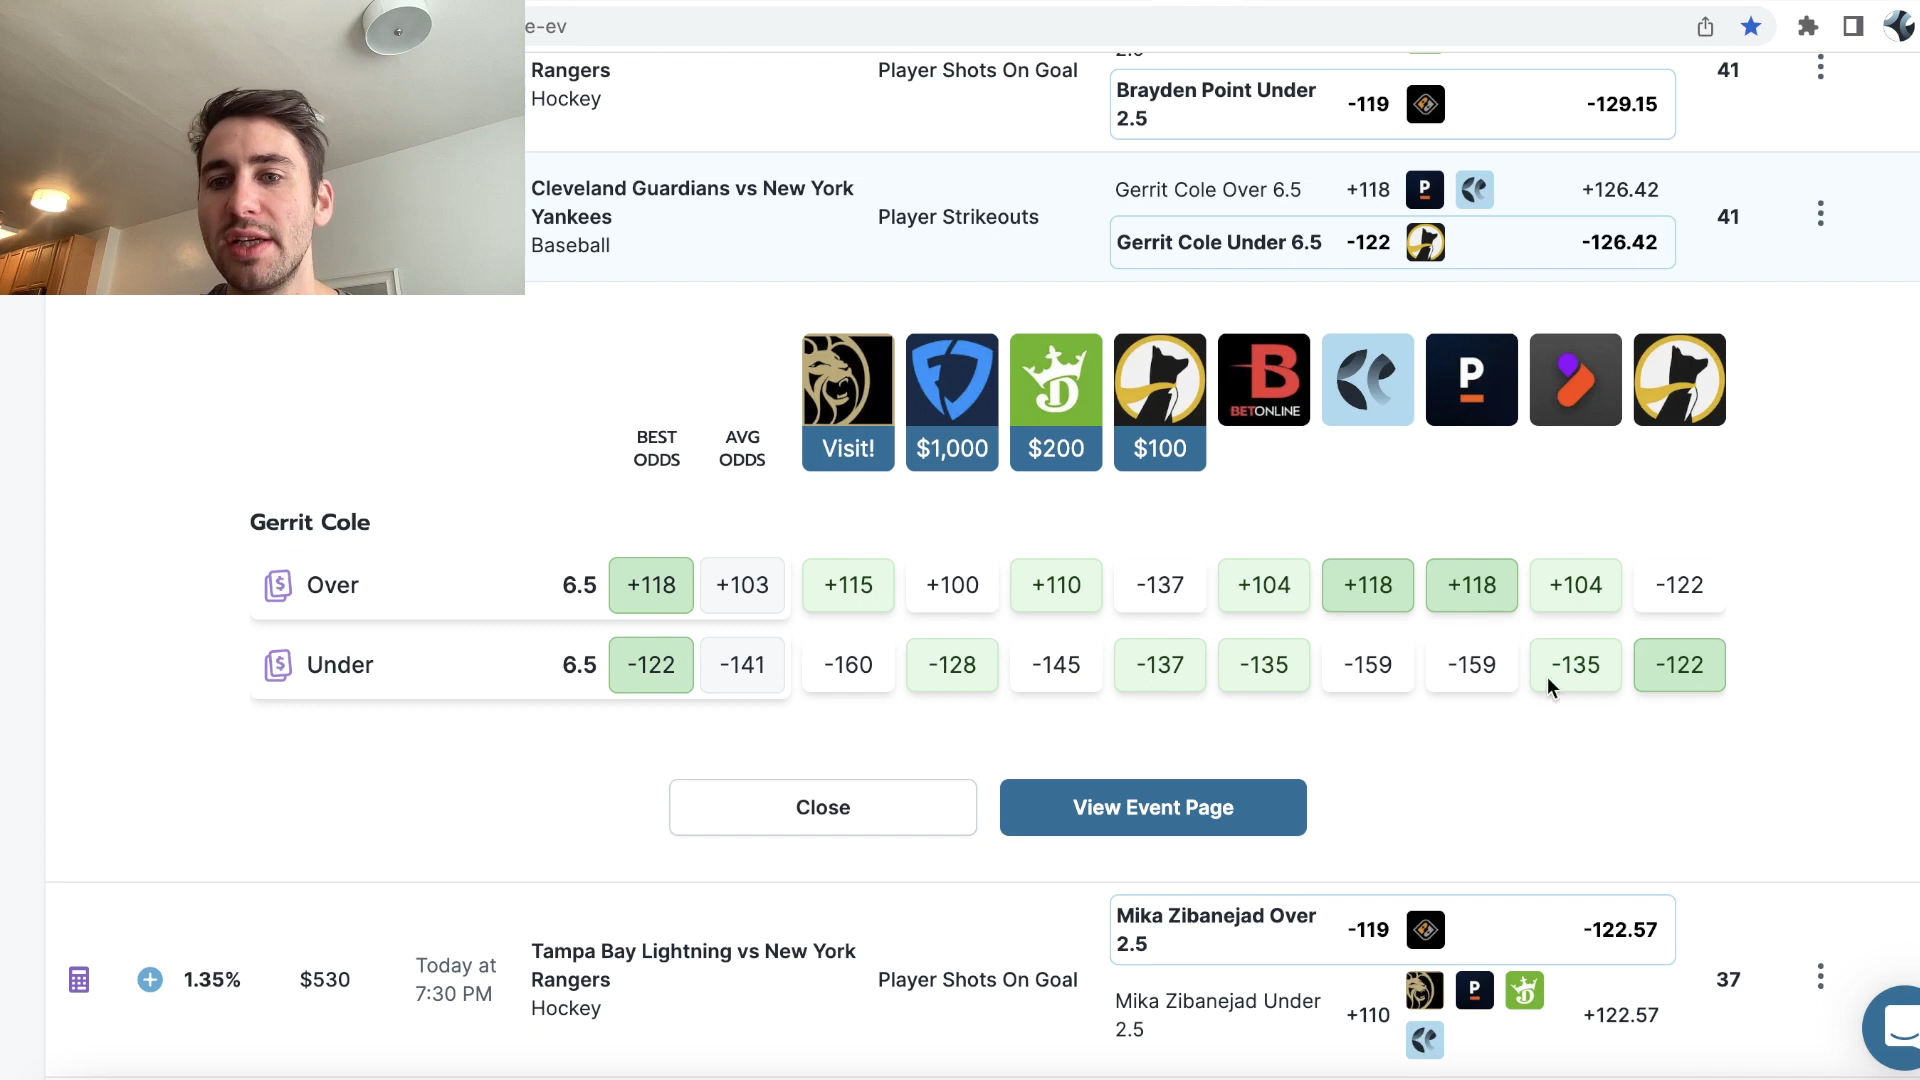 e-ev
Rangers
Hockey
Player Shots On Goal
Brayden Point Under
2.5
-119
-129.15
41
Cleveland Guardians vs New York
Yankees
Baseball
Player Strikeouts
Gerrit Cole Over 6.5
+118
P
+126.42
Gerrit Cole Under 6.5
-122
-126.42
41
BEST
ODDS
AVG
ODDS
Visit!
$1,000
$200
$100
B
BETONLINE
P
Gerrit Cole
Over 6.5 +118 +103 +115 +100 +110 -137 +104 +118 +118 +104 -122
Under 6.5 -122 -141 -160 -128 -145 -137 -135 -159 -159 -135 -122
Close
View Event Page
1.35%
$530
Today at
7:30 PM
Tampa Bay Lightning vs New York
Rangers
Hockey
Player Shots On Goal
Mika Zibanejad Over
2.5
-119
-122.57
Mika Zibanejad Under
2.5
+110
P
+122.57
37